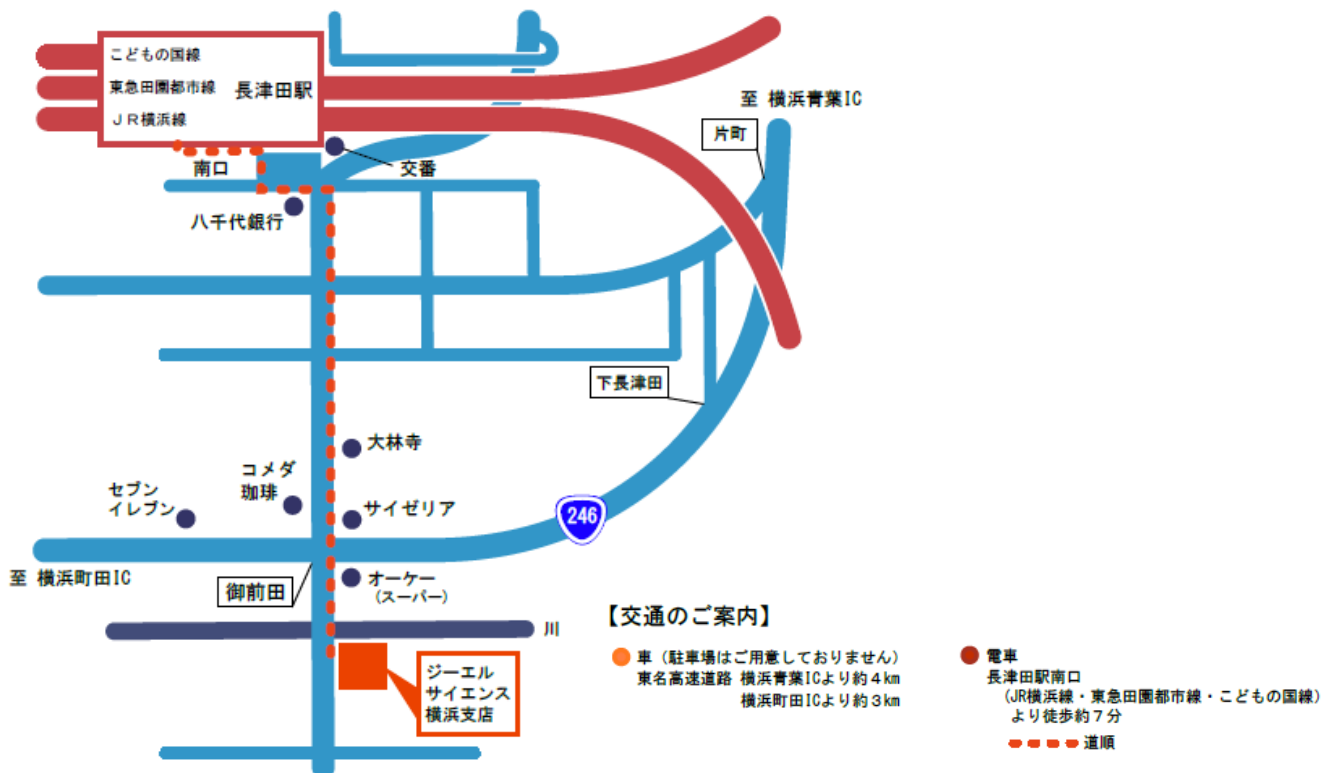 こどもの国線
東急田園都市線
長津田駅
JR横浜線
南口
交番
八千代銀行
至 横浜青葉IC
片町
下長津田
大林寺
コメダ
珈琲
セブン
イレブン
サイゼリア
246
至 横浜町田IC
御前田
オーケー
(スーパー)
川
ジーエル
サイエンス
横浜支店
【交通のご案内】
車（駐車場はご用意しておりません）
東名高速道路 横浜青葉ICより約4km
横浜町田ICより約3km
電車
長津田駅南口
(JR横浜線・東急田園都市線・こどもの国線)
より徒歩約7分
道順